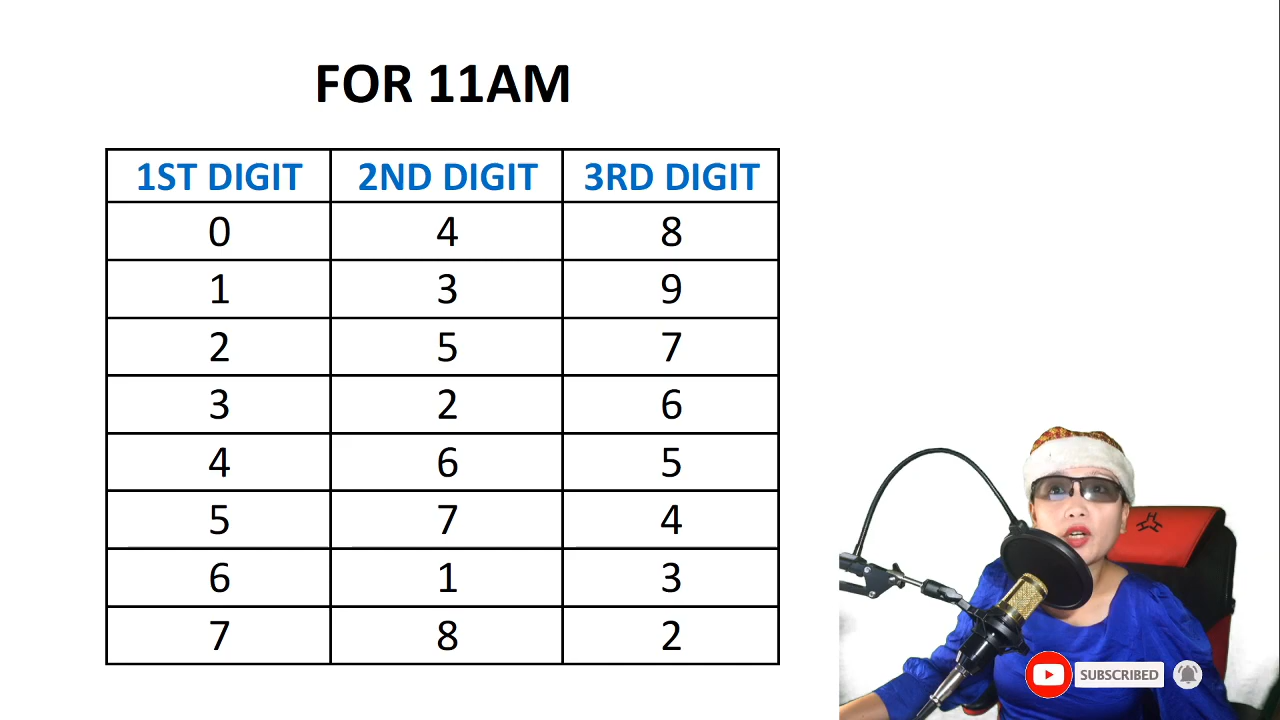 FOR 11AM
1ST DIGIT 2ND DIGIT 3RD DIGIT
0 4 8
1 3 9
2 5 7
3 2 6
4 6 5
5 7 4
6 1 3
7 8 2
SUBSCRIBED